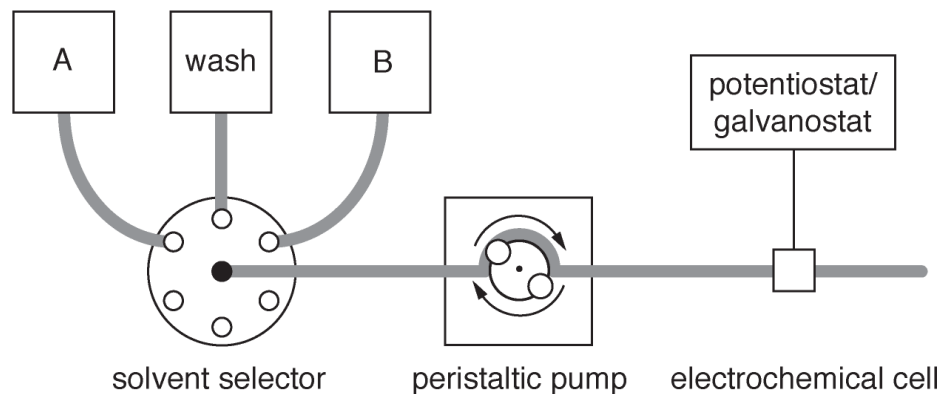 A
wash
B
potentiostat/
galvanostat
solvent selector
peristaltic pump
electrochemical cell